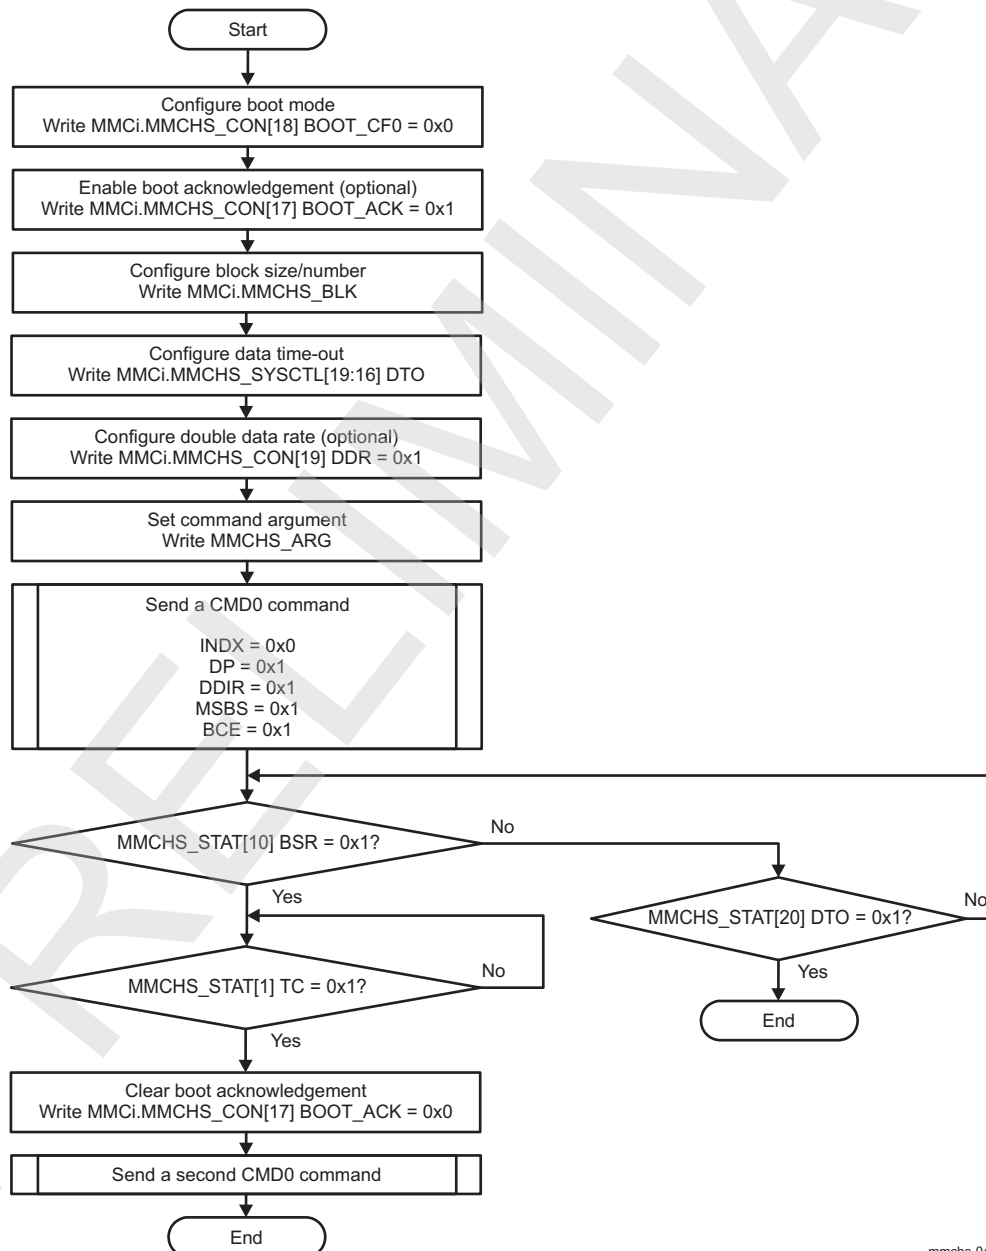 Start
Configure boot mode
Write MMCi.MMCHS_CON[18] BOOT_CF0 = 0x0
Enable boot acknowledgement (optional)
Write MMCi.MMCHS_CON[17] BOOT_ACK = 0x1
Configure block size/number
Write MMCi.MMCHS_BLK
Configure data time-out
Write MMCi.MMCHS_SYSCTL[19:16] DTO
Configure double data rate (optional)
Write MMCi.MMCHS_CON[19] DDR = 0x1
Set command argument
Write MMCHS_ARG
Send a CMD0 command
INDX = 0x0
DP = 0x1
DDIR = 0x1
MSBS = 0x1
BCE = 0x1
MMCHS_STAT[10] BSR = 0x1?
No
Yes
MMCHS_STAT[20] DTO = 0x1?
No
Yes
End
MMCHS_STAT[1] TC = 0x1?
No
Yes
Clear boot acknowledgement
Write MMCi.MMCHS_CON[17] BOOT_ACK = 0x0
Send a second CMD0 command
End